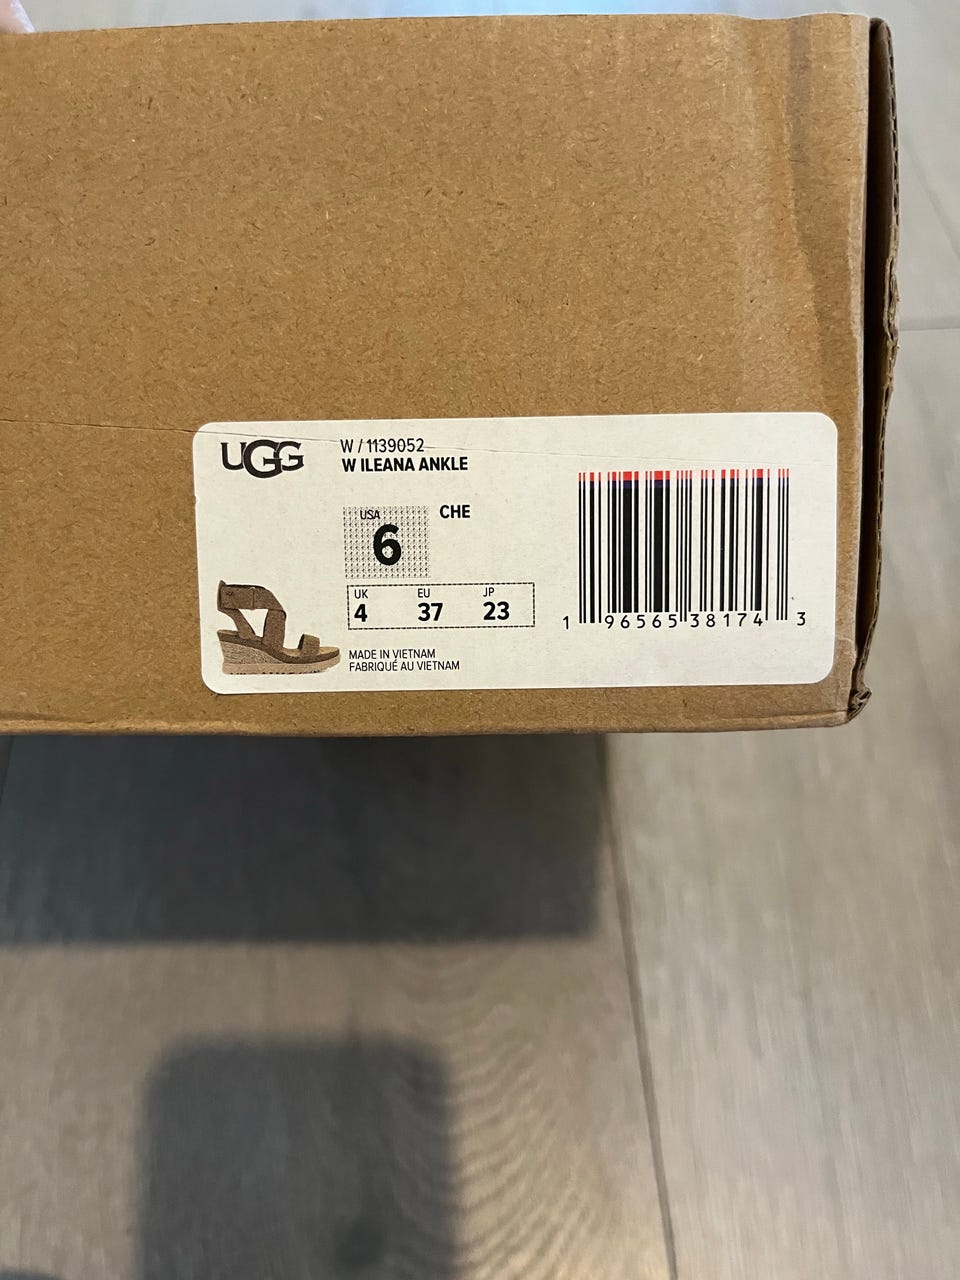 UGG
W / 1139052
W ILEANA ANKLE
USA
6
CHE
UK EU JP
4 37 23
MADE IN VIETNAM
FABRIQUÉ AU VIETNAM
1 96565 38174 3